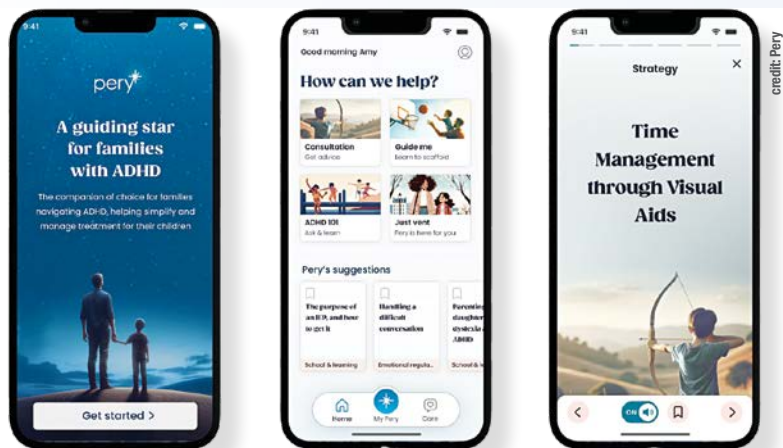 9:41
pery
A guiding star
for families
with ADHD
The companion of choice for families
navigating ADHD, helping simplify and
manage treatment for their children
Get started >
9:41
Good morning Amy
How can we help?
Consultation
Get advice
Guide me
Learn to scaffold
ADHD 101
Ask & learn
Just vent
Pery is here for you
Pery's suggestions
The purpose of
an IEP, and how
to get it
School & learning
Handling a
difficult
conversation
Emotional regula...
Parenting
daughter
dyslexia a
ADHD
School & le
Home
My Pery
Care
9:41
Strategy
Time
Management
through Visual
Aids
ON
credit: Pery